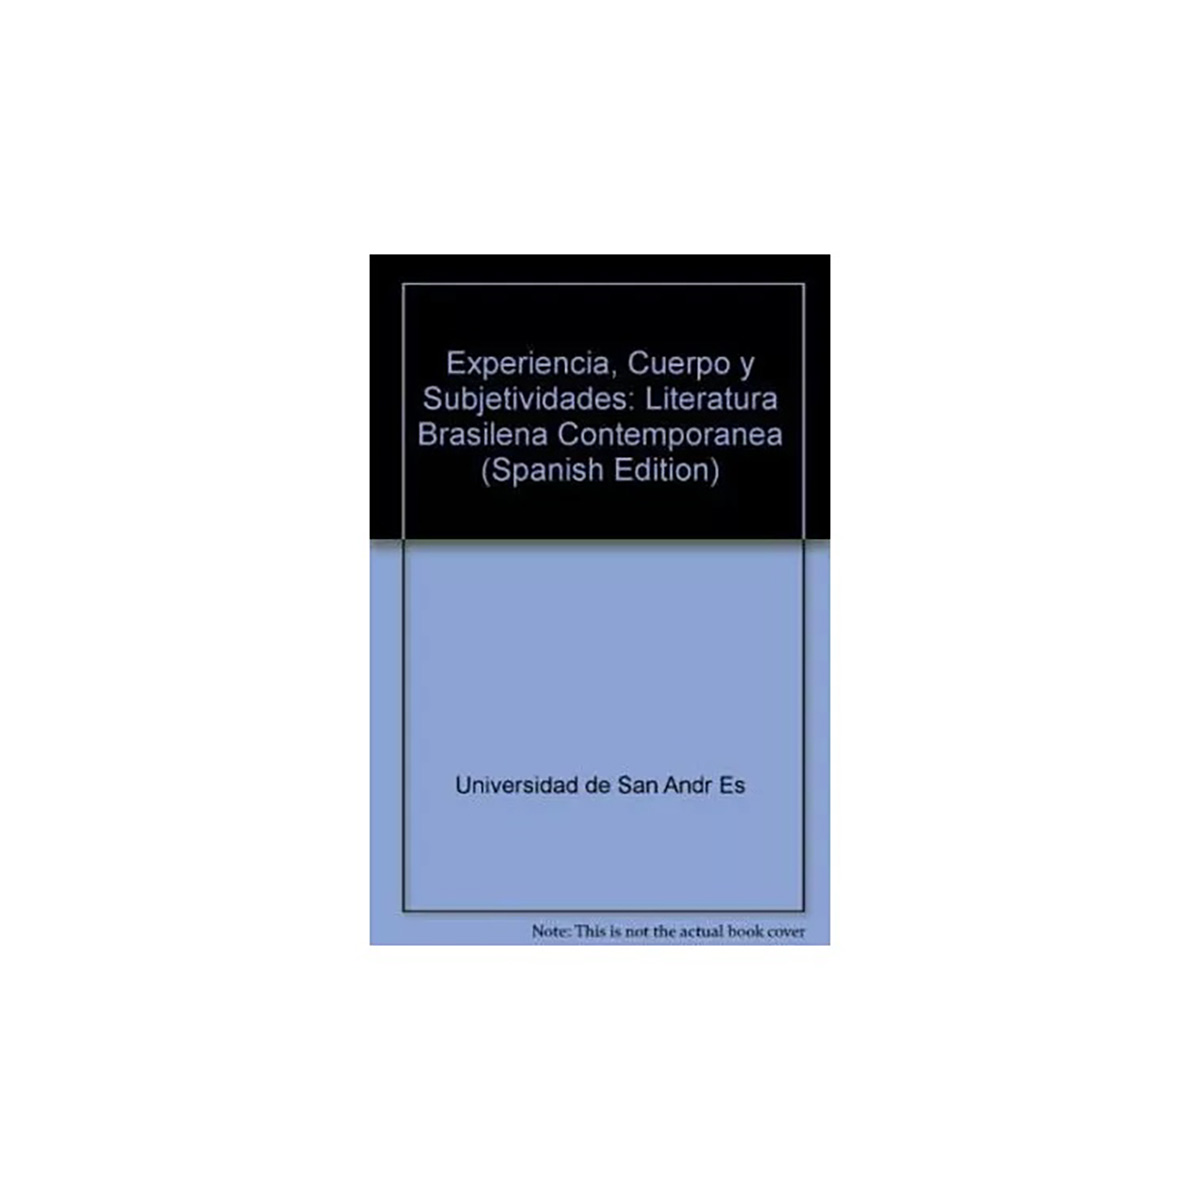 Experiencia, Cuerpo y
Subjetividades: Literatura
Brasilena Contemporanea
(Spanish Edition)
Universidad de San Andr Es
Note: This is not the actual book cover